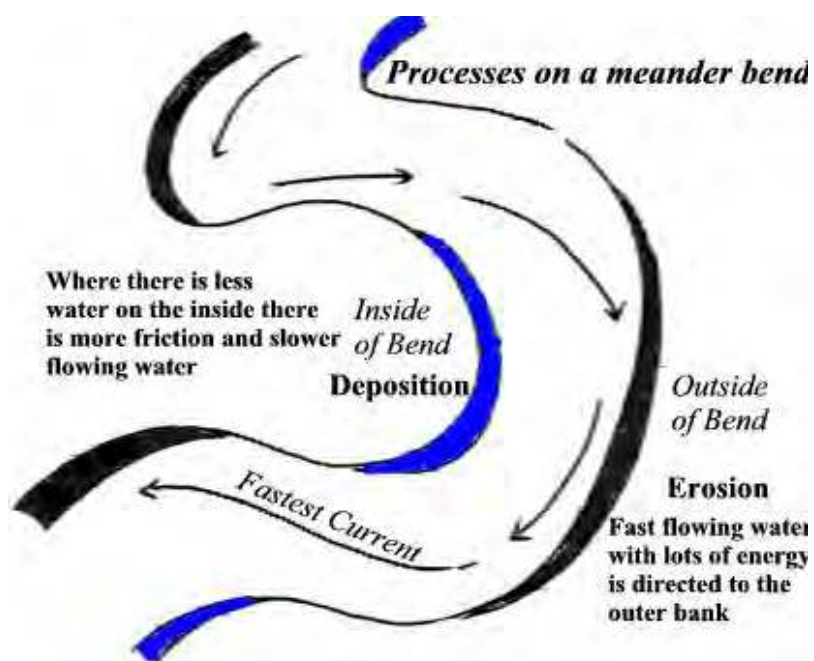 Processes on a meander bend
Where there is less
water on the inside there
is more friction and slower
flowing water
Inside
of Bend
Deposition
Outside
of Bend
Erosion
Fast flowing water
with lots of energy
is directed to the
outer bank
Fastest Current